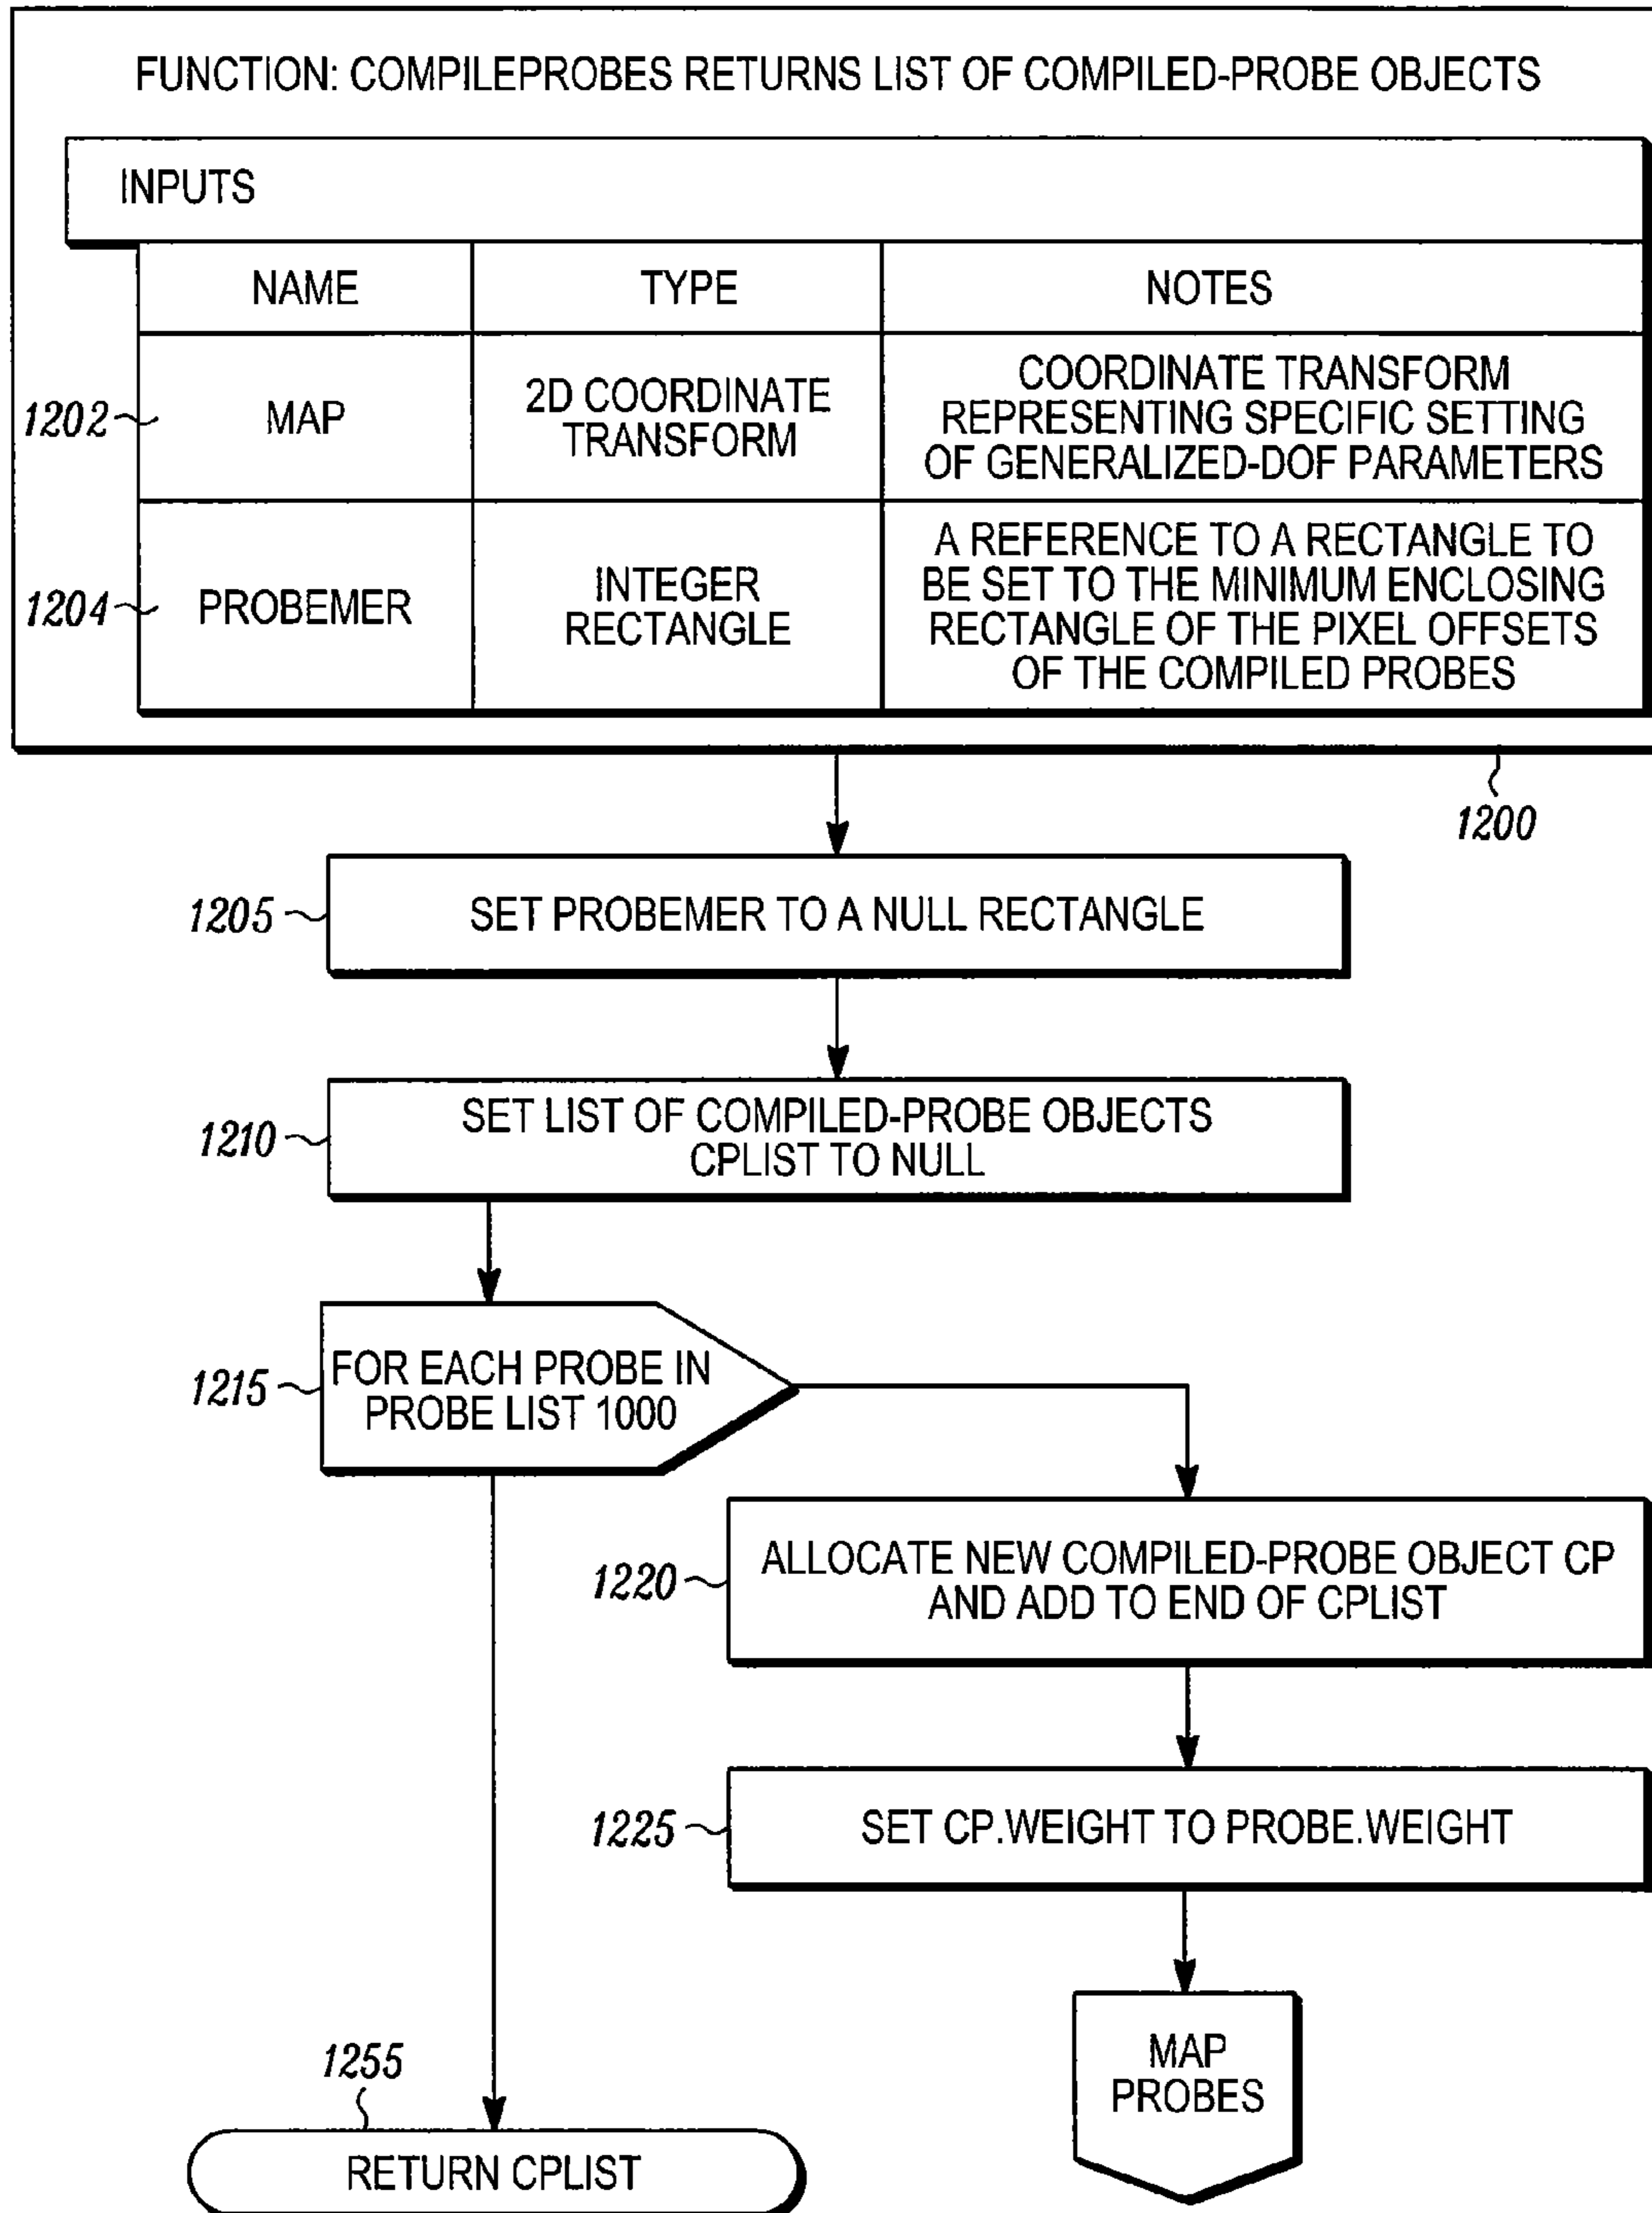 FUNCTION: COMPILEPROBES RETURNS LIST OF COMPILED-PROBE OBJECTS
INPUTS
NAME
TYPE
NOTES
1202
MAP
2D COORDINATE
TRANSFORM
COORDINATE TRANSFORM
REPRESENTING SPECIFIC SETTING
OF GENERALIZED-DOF PARAMETERS
1204
PROBEMER
INTEGER
RECTANGLE
A REFERENCE TO A RECTANGLE TO
BE SET TO THE MINIMUM ENCLOSING
RECTANGLE OF THE PIXEL OFFSETS
OF THE COMPILED PROBES
1200
1205
SET PROBEMER TO A NULL RECTANGLE
1210
SET LIST OF COMPILED-PROBE OBJECTS
CPLIST TO NULL
1215
FOR EACH PROBE IN
PROBE LIST 1000
1220
ALLOCATE NEW COMPILED-PROBE OBJECT CP
AND ADD TO END OF CPLIST
1225
SET CP.WEIGHT TO PROBE.WEIGHT
MAP
PROBES
1255
RETURN CPLIST